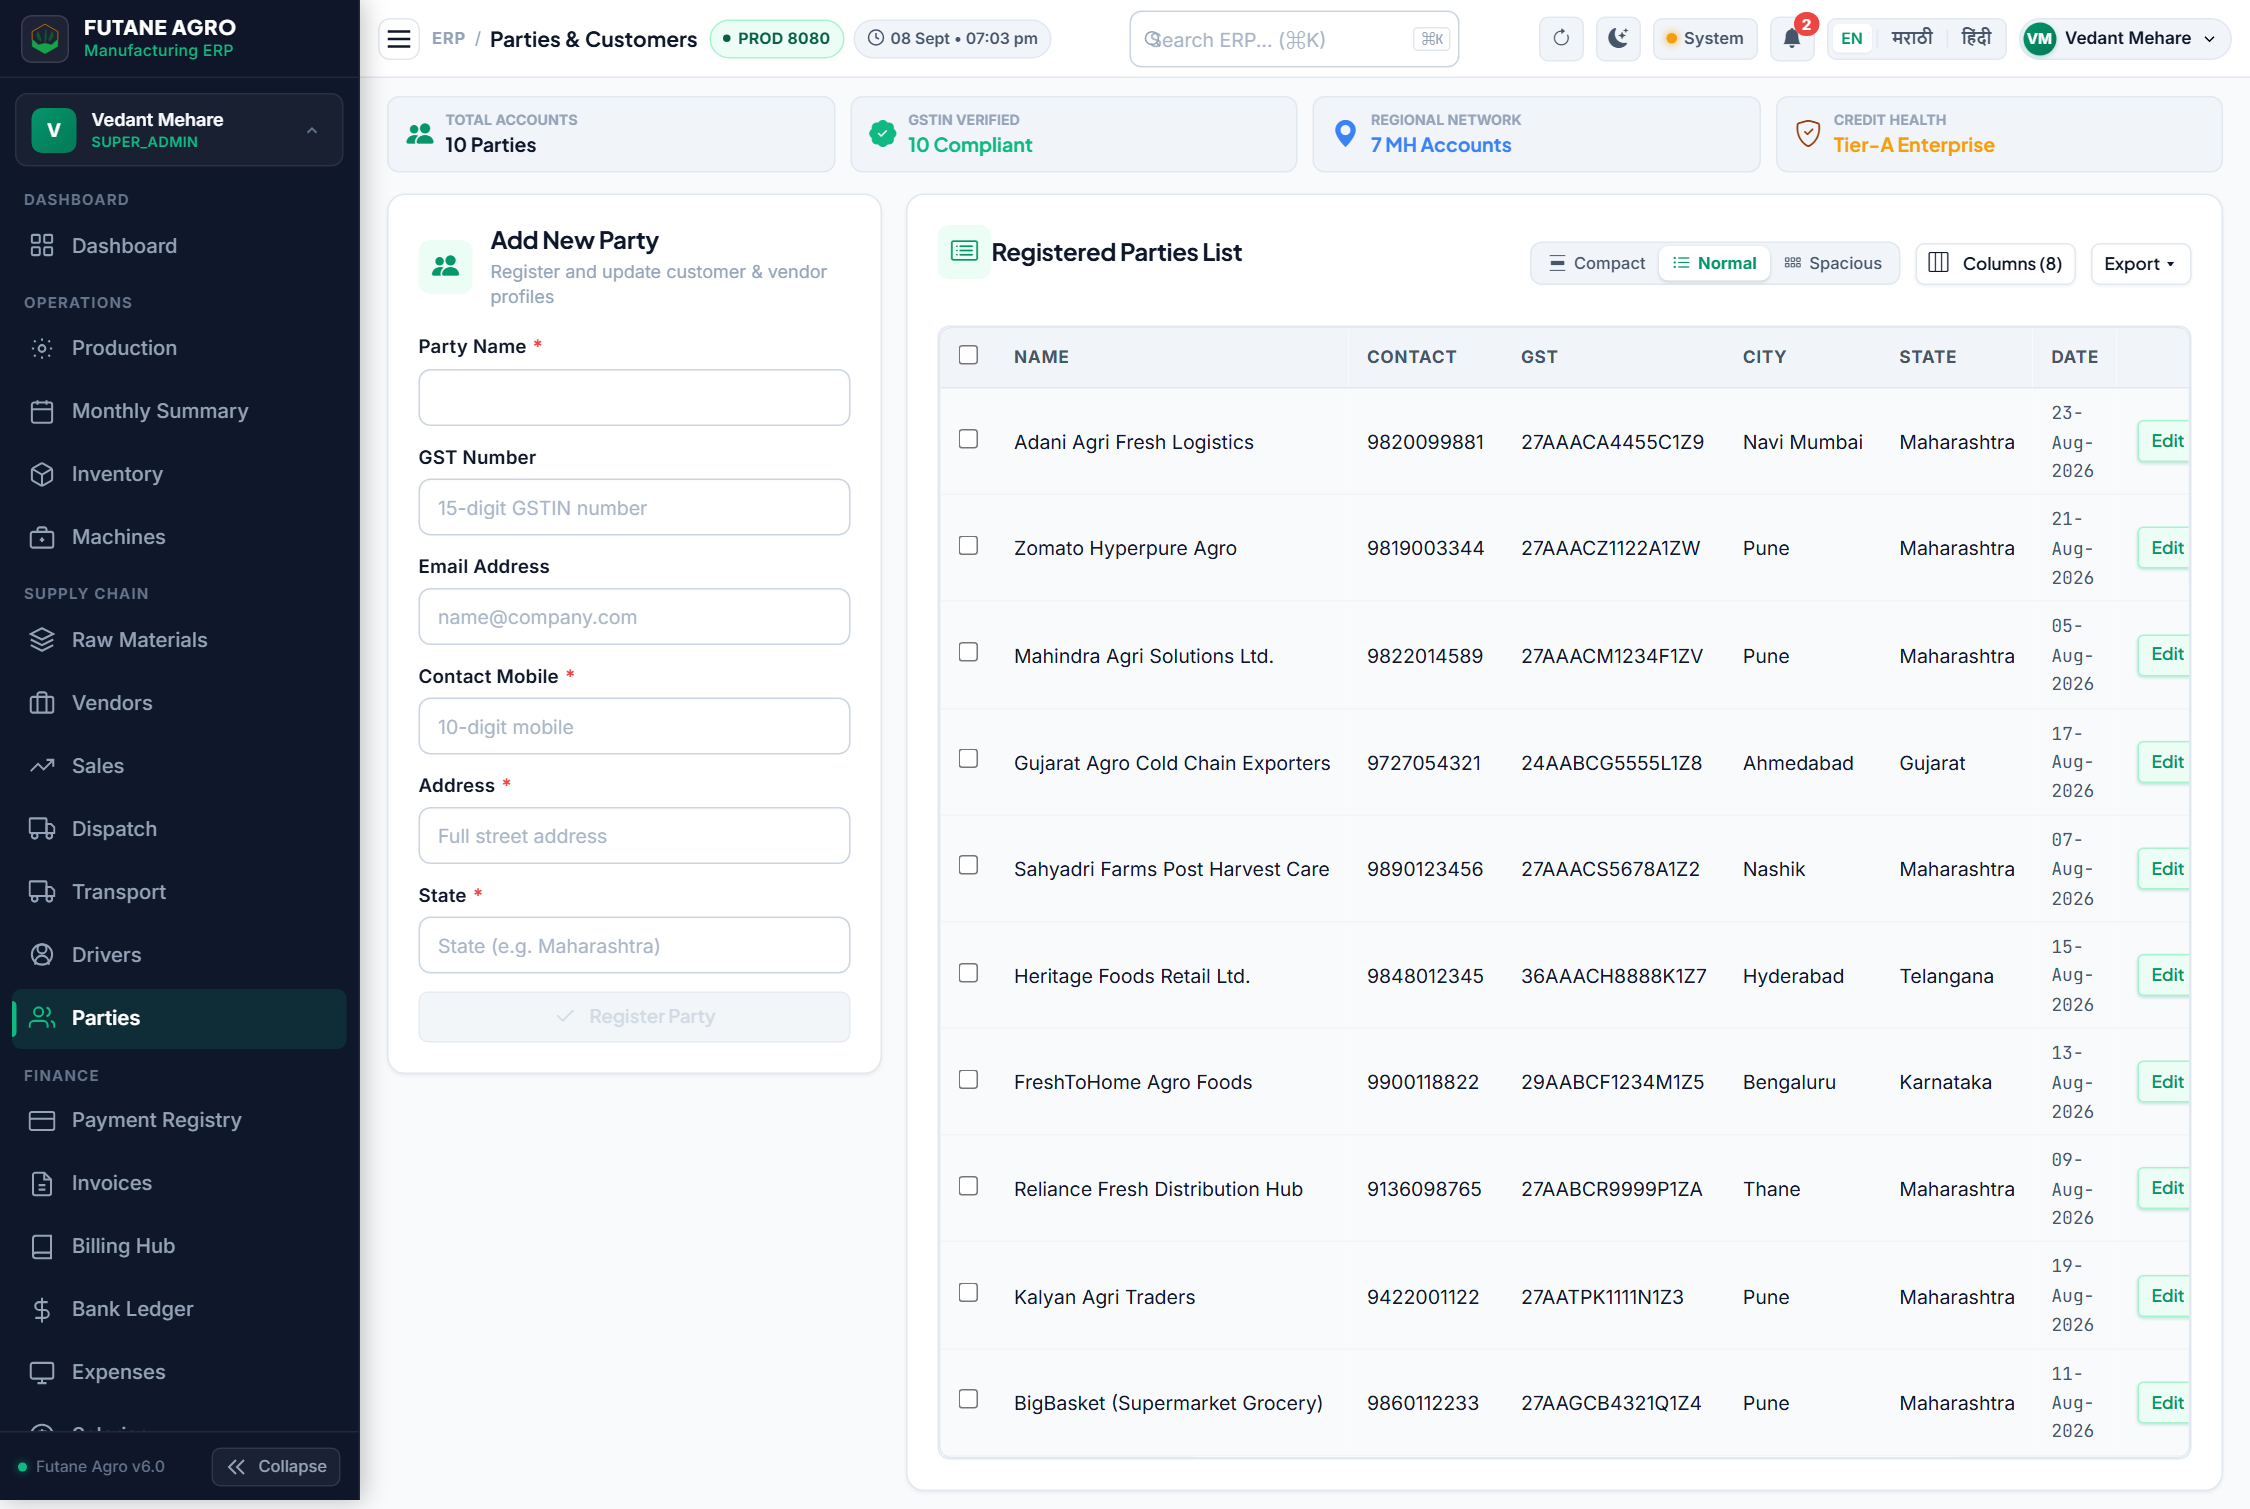 FUTANE AGRO
Manufacturing ERP
V
Vedant Mehare
SUPER_ADMIN
DASHBOARD
Dashboard
OPERATIONS
Production
Monthly Summary
Inventory
Machines
SUPPLY CHAIN
Raw Materials
Vendors
Sales
Dispatch
Transport
Drivers
Parties
FINANCE
Payment Registry
Invoices
Billing Hub
Bank Ledger
Expenses
Futane Agro v6.0
Collapse
ERP / Parties & Customers
PROD 8080
08 Sept • 07:03 pm
Search ERP... (⌘K)
⌘K
System
2
EN
मराठी
हिंदी
VM
Vedant Mehare
TOTAL ACCOUNTS
10 Parties
GSTIN VERIFIED
10 Compliant
REGIONAL NETWORK
7 MH Accounts
CREDIT HEALTH
Tier-A Enterprise
Add New Party
Register and update customer & vendor
profiles
Party Name *
GST Number
15-digit GSTIN number
Email Address
name@company.com
Contact Mobile *
10-digit mobile
Address *
Full street address
State *
State (e.g. Maharashtra)
Register Party
Registered Parties List
Compact
Normal
Spacious
Columns (8)
Export
NAME CONTACT GST CITY STATE DATE
Adani Agri Fresh Logistics 9820099881 27AAACA4455C1Z9 Navi Mumbai Maharashtra 23-
Aug-
2026
Edit
Zomato Hyperpure Agro 9819003344 27AAACZ1122A1ZW Pune Maharashtra 21-
Aug-
2026
Edit
Mahindra Agri Solutions Ltd. 9822014589 27AAACM1234F1ZV Pune Maharashtra 05-
Aug-
2026
Edit
Gujarat Agro Cold Chain Exporters 9727054321 24AABCG5555L1Z8 Ahmedabad Gujarat 17-
Aug-
2026
Edit
Sahyadri Farms Post Harvest Care 9890123456 27AAACS5678A1Z2 Nashik Maharashtra 07-
Aug-
2026
Edit
Heritage Foods Retail Ltd. 9848012345 36AAACH8888K1Z7 Hyderabad Telangana 15-
Aug-
2026
Edit
FreshToHome Agro Foods 9900118822 29AABCF1234M1Z5 Bengaluru Karnataka 13-
Aug-
2026
Edit
Reliance Fresh Distribution Hub 9136098765 27AABCR9999P1ZA Thane Maharashtra 09-
Aug-
2026
Edit
Kalyan Agri Traders 9422001122 27AATPK1111N1Z3 Pune Maharashtra 19-
Aug-
2026
Edit
BigBasket (Supermarket Grocery) 9860112233 27AAGCB4321Q1Z4 Pune Maharashtra 11-
Aug-
2026
Edit